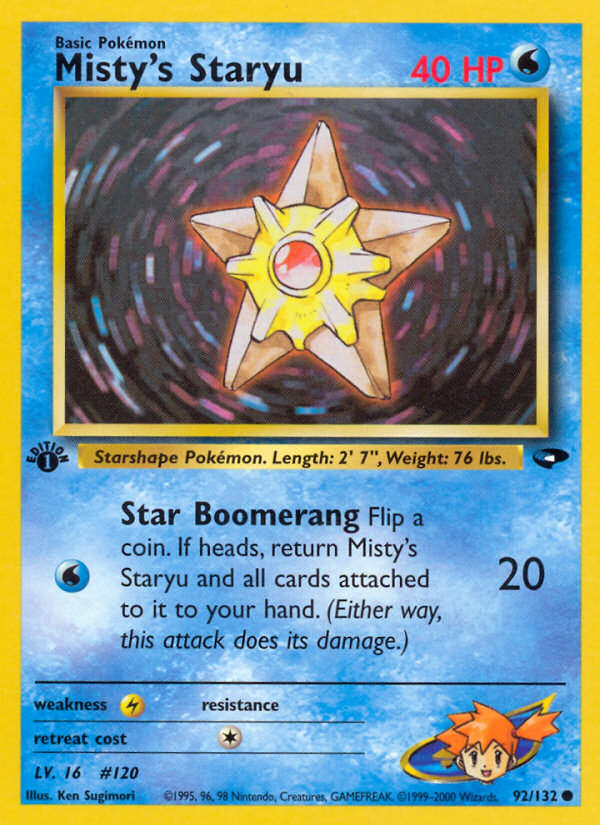 Basic Pokémon
Misty's Staryu
40 HP
EDITION
1
Starshape Pokémon. Length: 2' 7", Weight: 76 lbs.
Star Boomerang Flip a
coin. If heads, return Misty's
Staryu and all cards attached
to it to your hand. (Either way,
this attack does its damage.)
20
weakness
resistance
retreat cost
LV. 16 #120
Illus. Ken Sugimori ©1995, 96, 98 Nintendo, Creatures, GAMEFREAK. ©1999-2000 Wizards. 92/132